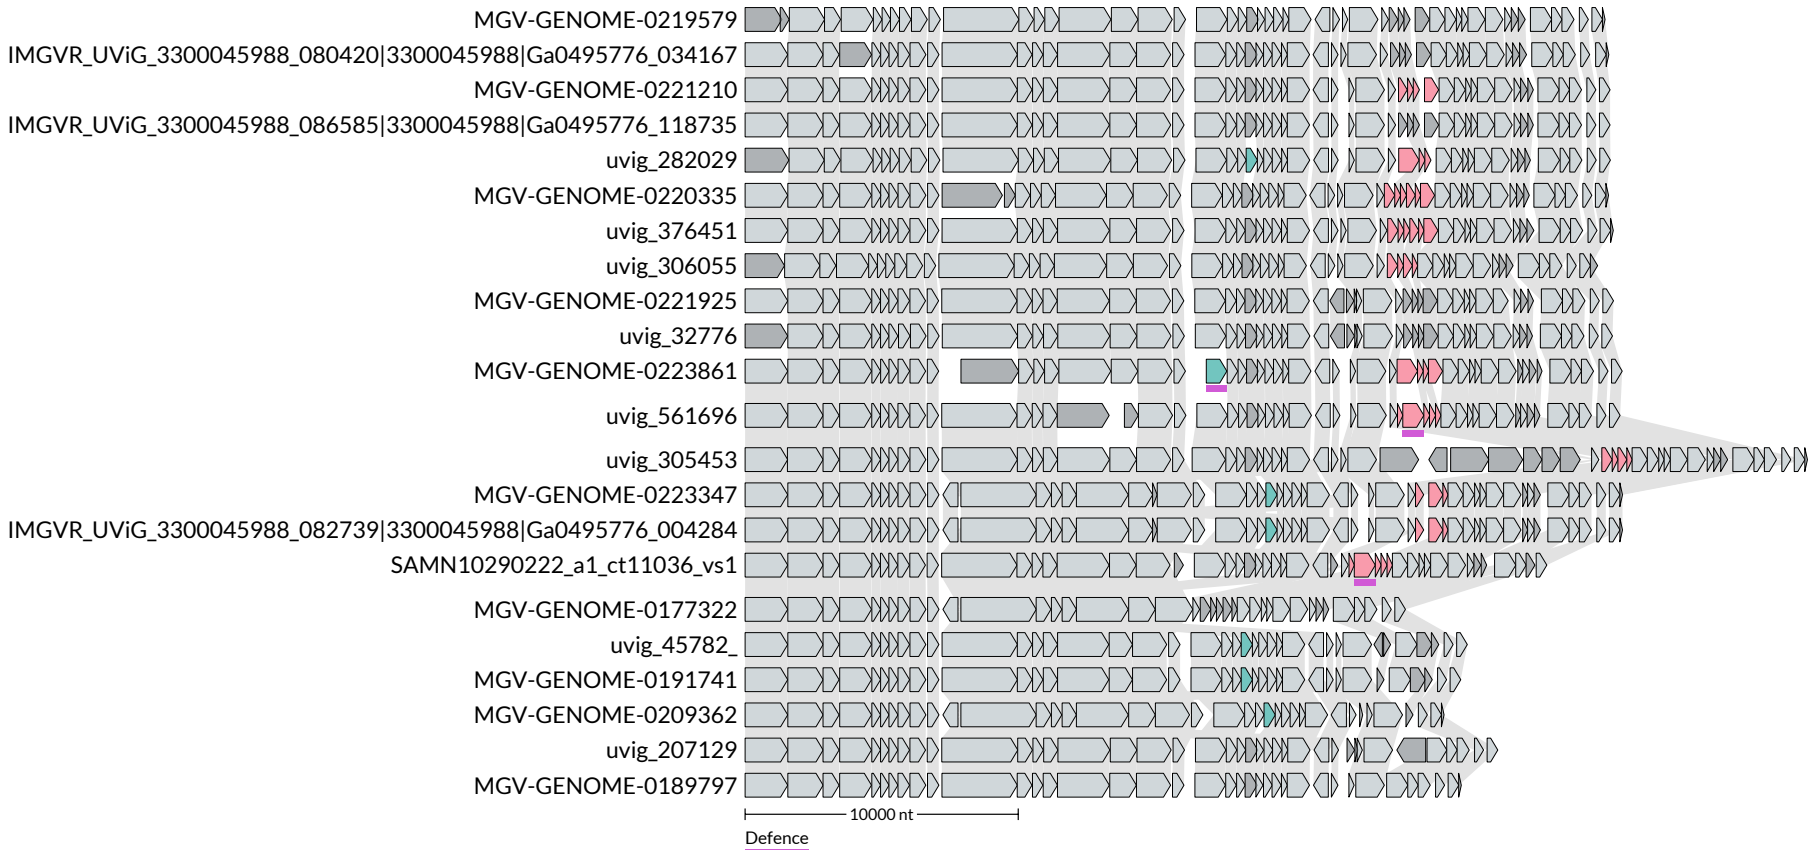 MGV-GENOME-0219579
IMGVR_UViG_3300045988_080420|3300045988|Ga0495776_034167
MGV-GENOME-0221210
IMGVR_UViG_3300045988_086585|3300045988|Ga0495776_118735
uvig_282029
MGV-GENOME-0220335
uvig_376451
uvig_306055
MGV-GENOME-0221925
uvig_32776
MGV-GENOME-0223861
uvig_561696
uvig_305453
MGV-GENOME-0223347
IMGVR_UViG_3300045988_082739|3300045988|Ga0495776_004284
SAMN10290222_a1_ct11036_vs1
MGV-GENOME-0177322
uvig_45782_
MGV-GENOME-0191741
MGV-GENOME-0209362
uvig_207129
MGV-GENOME-0189797
10000 nt
Defence